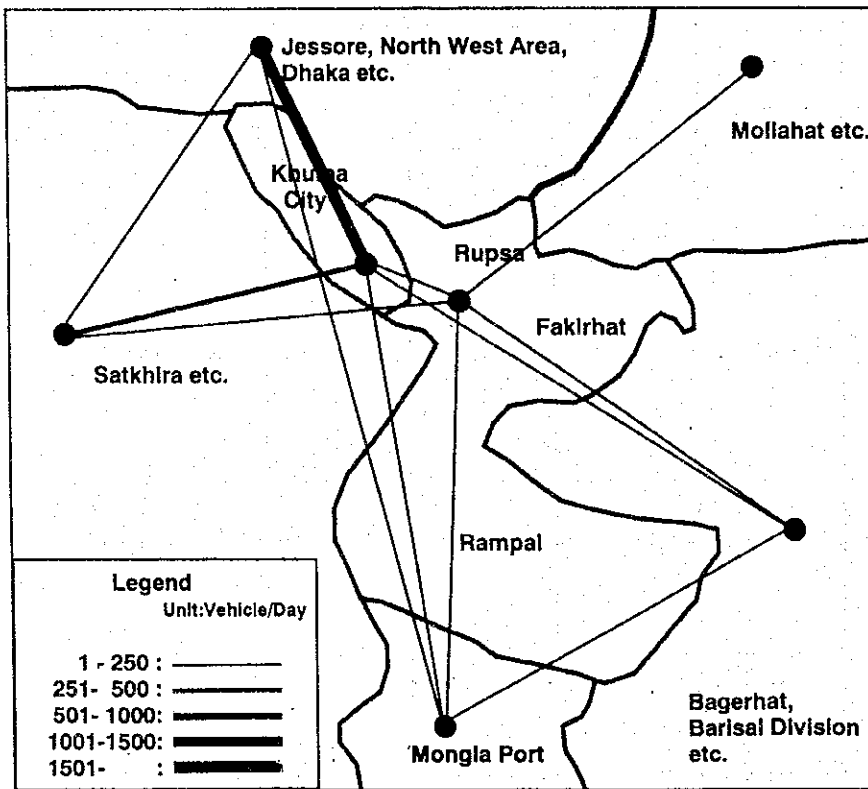 Jessore, North West Area,
Dhaka etc.
Mollahat etc.
Khulna
City
Rupsa
Fakirhat
Satkhira etc.
Rampal
Legend
Unit:Vehicle/Day
1 - 250 :
251- 500 :
501- 1000:
1001-1500:
1501- :
Mongla Port
Bagerhat,
Barisal Division
etc.